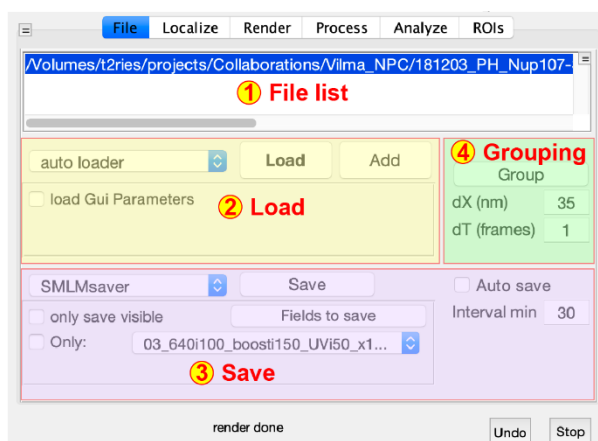 File Localize Render Process Analyze ROIs
/Volumes/t2ries/projects/Collaborations/Vilma_NPC/181203_PH_Nup107-
1 File list
auto loader Load Add
load Gui Parameters
2 Load
4 Grouping
Group
dX (nm) 35
dT (frames) 1
SMLMsaver Save
only save visible Fields to save
Only: 03_640i100_boosti150_UVi50_x1...
3 Save
Auto save
Interval min 30
render done
Undo Stop